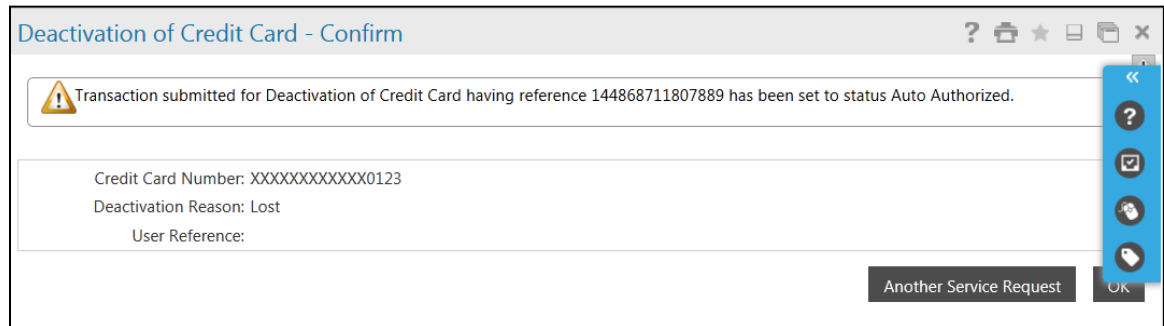 Deactivation of Credit Card - Confirm
Transaction submitted for Deactivation of Credit Card having reference 144868711807889 has been set to status Auto Authorized.
Credit Card Number: XXXXXXXXXXXX0123
Deactivation Reason: Lost
User Reference:
Another Service Request OK